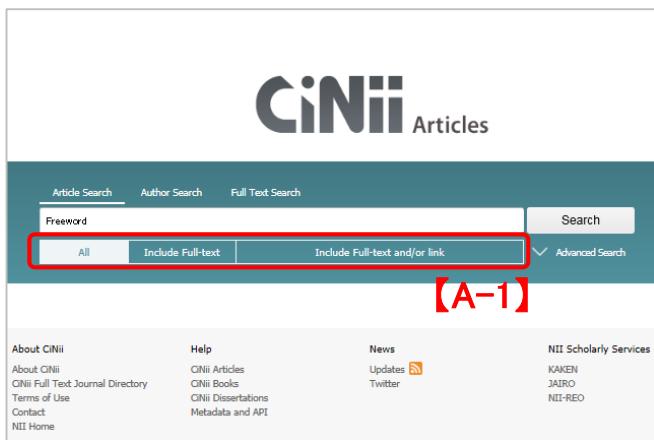 CiNii Articles
Article Search Author Search Full Text Search
Freeword Search
All Include Full-text Include Full-text and/or link Advanced Search
【A-1】
About CiNii Help News NII Scholarly Services
About CiNii CiNii Articles Updates KAKEN
CiNii Full Text Journal Directory CiNii Books Twitter JAIRO
Terms of Use CiNii Dissertations NII-REO
Contact Metadata and API
NII Home